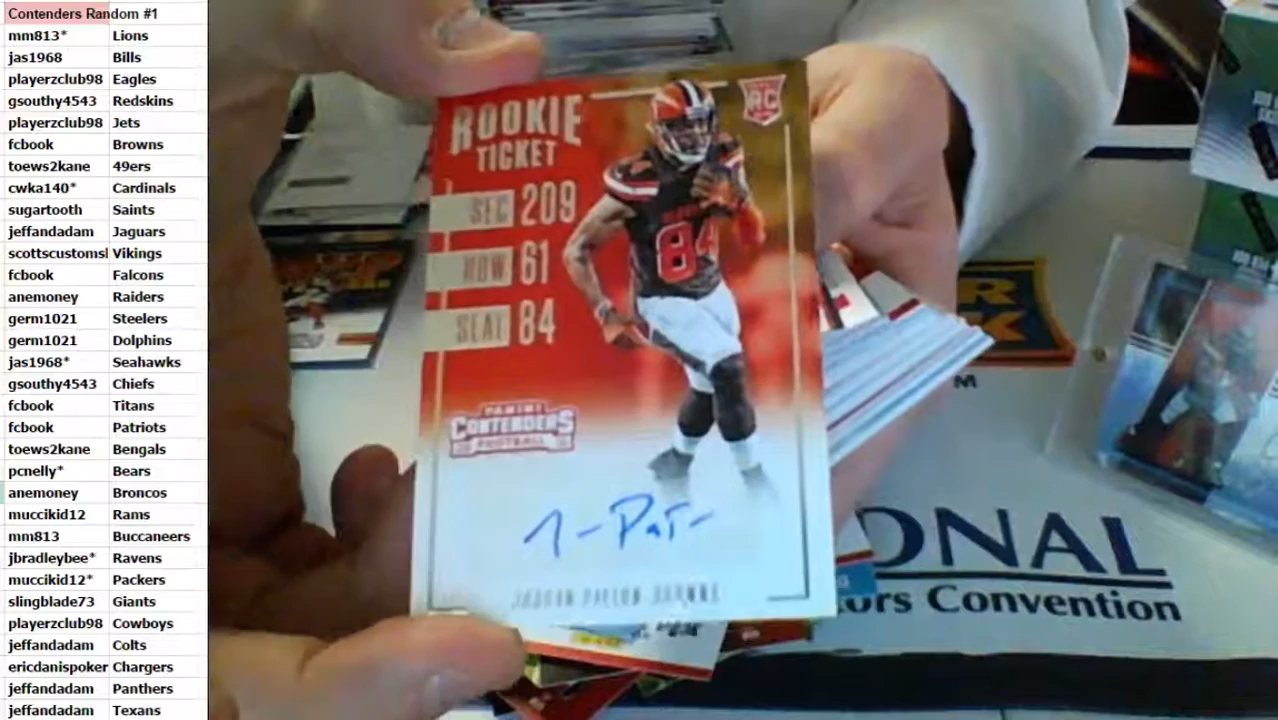 Contenders Random #1
mm813* Lions
jas1968 Bills
playerzclub98 Eagles
gsouthy4543 Redskins
playerzclub98 Jets
fcbook Browns
toews2kane 49ers
cwka140* Cardinals
sugartooth Saints
jeffandadam Jaguars
scottscustomsl Vikings
fcbook Falcons
anemoney Raiders
germ1021 Steelers
germ1021 Dolphins
jas1968* Seahawks
gsouthy4543 Chiefs
fcbook Titans
fcbook Patriots
toews2kane Bengals
pcnelly* Bears
anemoney Broncos
muccikid12 Rams
mm813 Buccaneers
jbradleybee* Ravens
muccikid12* Packers
slingblade73 Giants
playerzclub98 Cowboys
jeffandadam Colts
ericdanispoker Chargers
jeffandadam Panthers
jeffandadam Texans
ROOKIE
TICKET
RC
SEC 209
ROW 61
SEAT 84
84
PANINI
CONTENDERS
FOOTBALL
ONAL
ors Convention